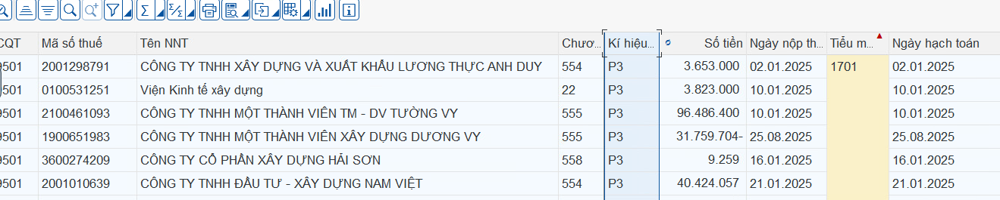 CQT Mã số thuế Tên NNT Chươ... Kí hiệu... Số tiền Ngày nộp th... Tiểu m... Ngày hạch toán
9501 2001298791 CÔNG TY TNHH XÂY DỰNG VÀ XUẤT KHẨU LƯƠNG THỰC ANH DUY 554 P3 3.653.000 02.01.2025 1701 02.01.2025
9501 0100531251 Viện Kinh tế xây dựng 22 P3 3.823.000 10.01.2025 10.01.2025
9501 2100461093 CÔNG TY TNHH MỘT THÀNH VIÊN TM - DV TƯỜNG VY 555 P3 96.486.400 10.01.2025 10.01.2025
9501 1900651983 CÔNG TY TNHH MỘT THÀNH VIÊN XÂY DỰNG DƯƠNG VY 555 P3 31.759.704- 25.08.2025 25.08.2025
9501 3600274209 CÔNG TY CỔ PHẦN XÂY DỰNG HẢI SƠN 558 P3 9.259 16.01.2025 16.01.2025
9501 2001010639 CÔNG TY TNHH ĐẦU TƯ - XÂY DỰNG NAM VIỆT 554 P3 40.424.057 21.01.2025 21.01.2025